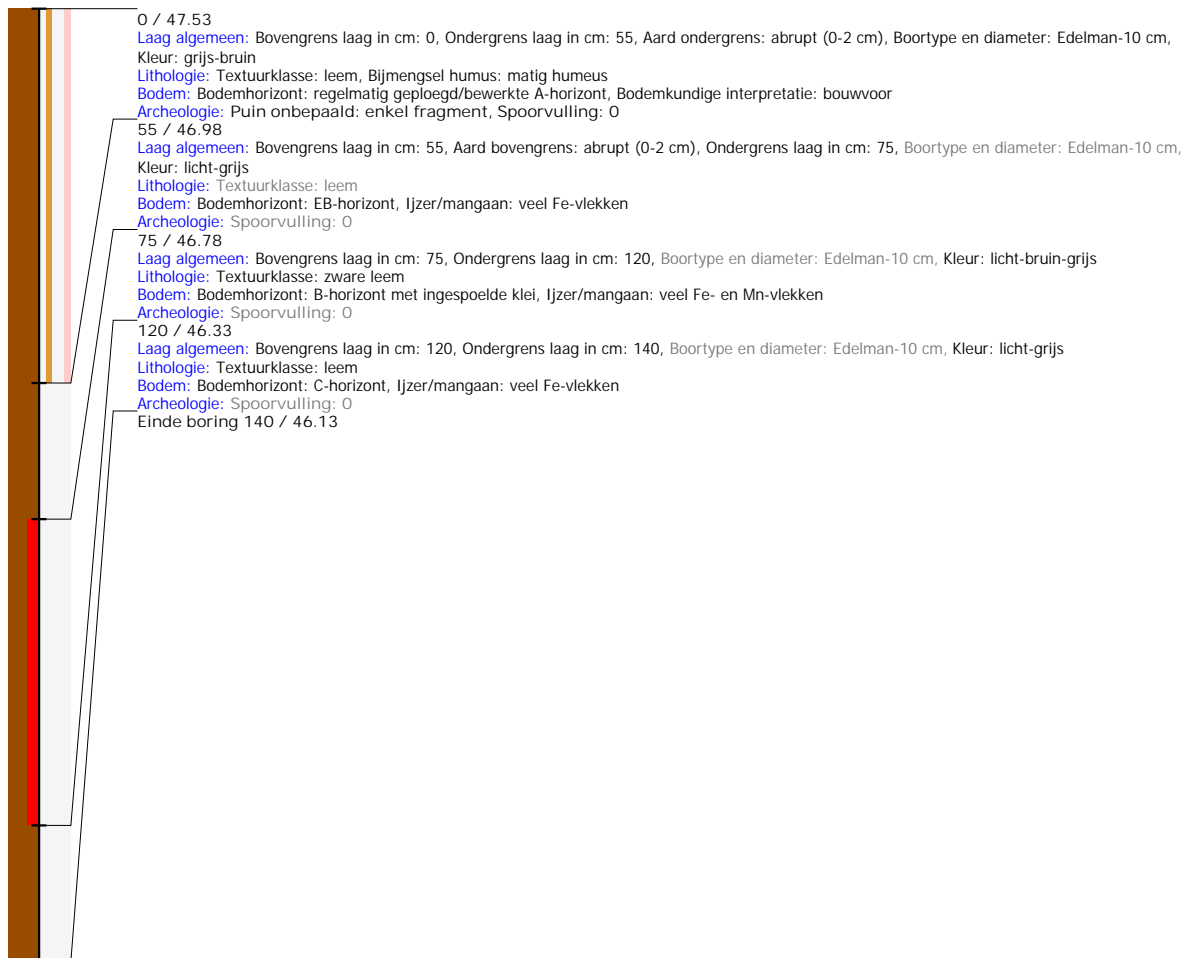 0 / 47.53
Laag algemeen: Bovengrens laag in cm: 0, Ondergrens laag in cm: 55, Aard ondergrens: abrupt (0-2 cm), Boortype en diameter: Edelman-10 cm,
Kleur: grijs-bruin
Lithologie: Textuurklasse: leem, Bijmengsel humus: matig humeus
Bodem: Bodemhorizont: regelmatig geploegd/bewerkte A-horizont, Bodemkundige interpretatie: bouwvoor
Archeologie: Puin onbepaald: enkel fragment, Spoorvulling: 0
55 / 46.98
Laag algemeen: Bovengrens laag in cm: 55, Aard bovengrens: abrupt (0-2 cm), Ondergrens laag in cm: 75, Boortype en diameter: Edelman-10 cm,
Kleur: licht-grijs
Lithologie: Textuurklasse: leem
Bodem: Bodemhorizont: EB-horizont, Ijzer/mangaan: veel Fe-vlekken
Archeologie: Spoorvulling: 0
75 / 46.78
Laag algemeen: Bovengrens laag in cm: 75, Ondergrens laag in cm: 120, Boortype en diameter: Edelman-10 cm, Kleur: licht-bruin-grijs
Lithologie: Textuurklasse: zware leem
Bodem: Bodemhorizont: B-horizont met ingespoelde klei, Ijzer/mangaan: veel Fe- en Mn-vlekken
Archeologie: Spoorvulling: 0
120 / 46.33
Laag algemeen: Bovengrens laag in cm: 120, Ondergrens laag in cm: 140, Boortype en diameter: Edelman-10 cm, Kleur: licht-grijs
Lithologie: Textuurklasse: leem
Bodem: Bodemhorizont: C-horizont, Ijzer/mangaan: veel Fe-vlekken
Archeologie: Spoorvulling: 0
Einde boring 140 / 46.13